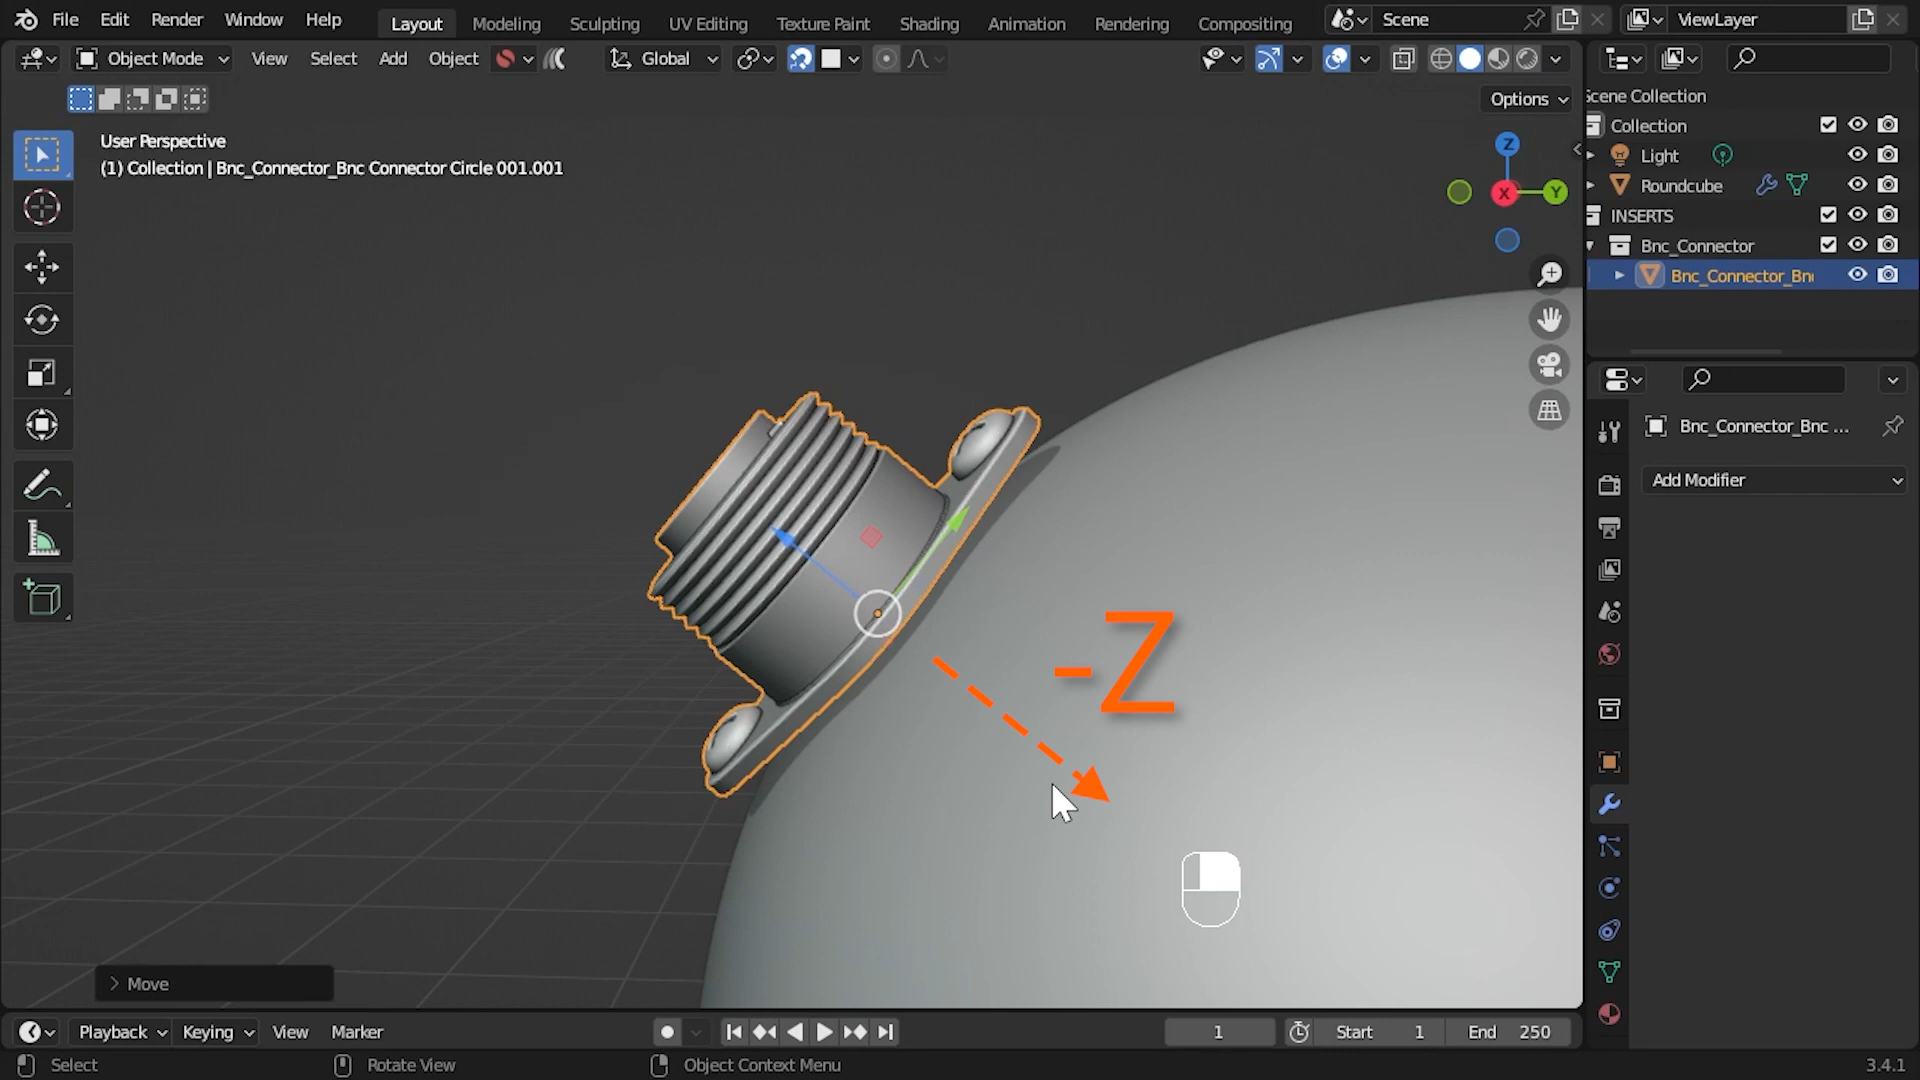 File Edit Render Window Help
Layout Modeling Sculpting UV Editing Texture Paint Shading Animation Rendering Compositing
Scene
ViewLayer
Object Mode View Select Add Object
Global
Options
User Perspective
(1) Collection | Bnc_Connector_Bnc Connector Circle 001.001
Z
X
Y
Scene Collection
Collection
Light
Roundcube
INSERTS
Bnc_Connector
Bnc_Connector_Bn
Bnc_Connector_Bnc ...
Add Modifier
-Z
Move
Playback Keying View Marker
1
Start 1
End 250
Select
Rotate View
Object Context Menu
3.4.1